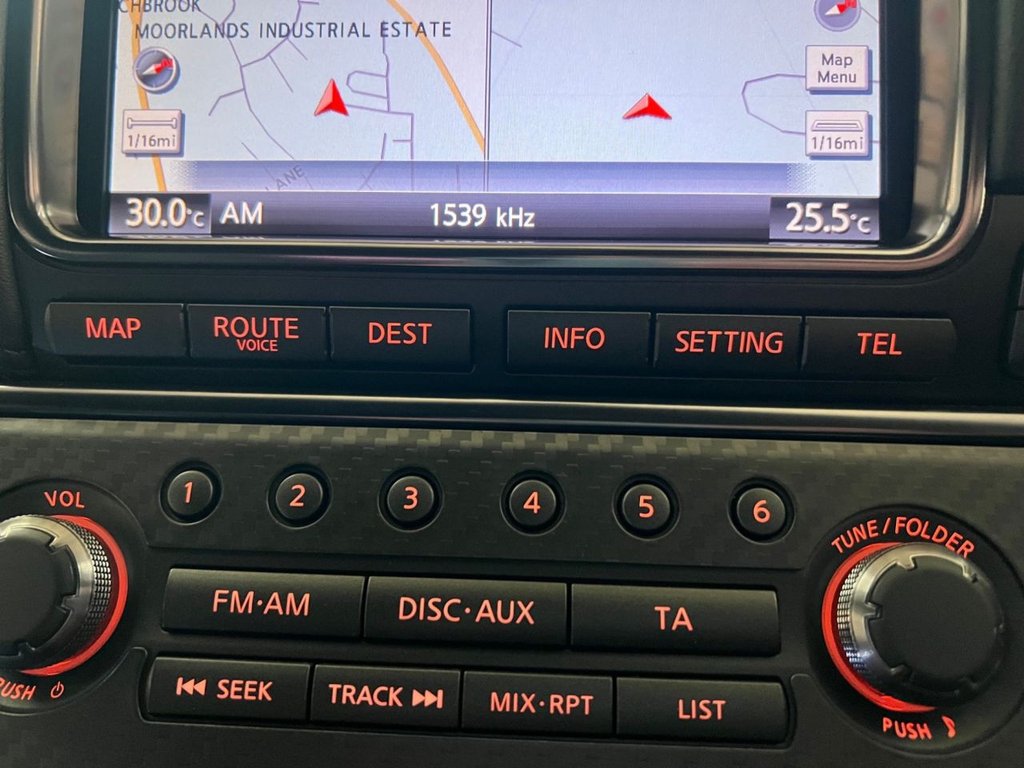 CHBROOK
MOORLANDS INDUSTRIAL ESTATE
Map
Menu
1/16mi
1/16mi
LANE
30.0°C AM 1539 kHz 25.5°C
MAP ROUTE DEST INFO SETTING TEL
VOICE
1 2 3 4 5 6
VOL
TUNE/FOLDER
FM·AM DISC·AUX TA
SEEK TRACK MIX·RPT LIST
PUSH
PUSH